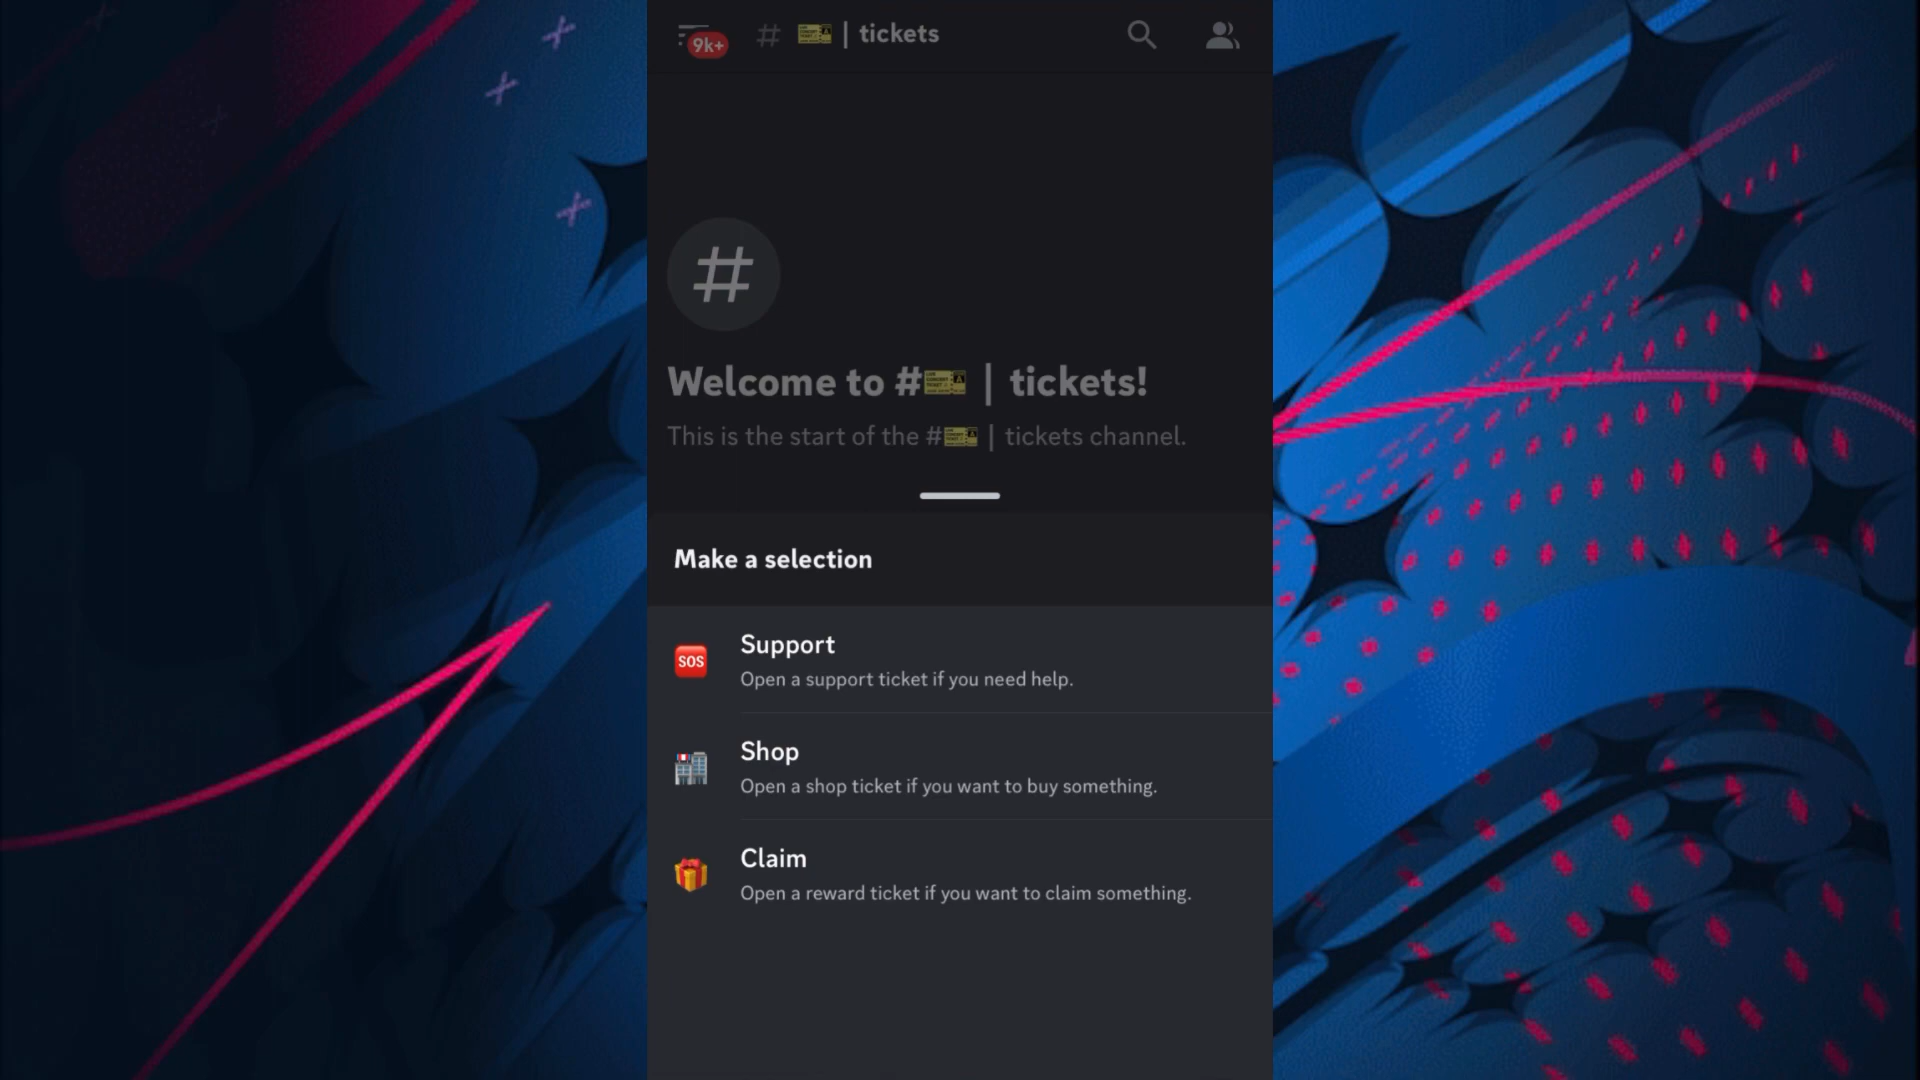 9k+ # 🎫 | tickets
Welcome to #🎫 | tickets!
This is the start of the #🎫 | tickets channel.
Make a selection
SOS
Support
Open a support ticket if you need help.
Shop
Open a shop ticket if you want to buy something.
Claim
Open a reward ticket if you want to claim something.